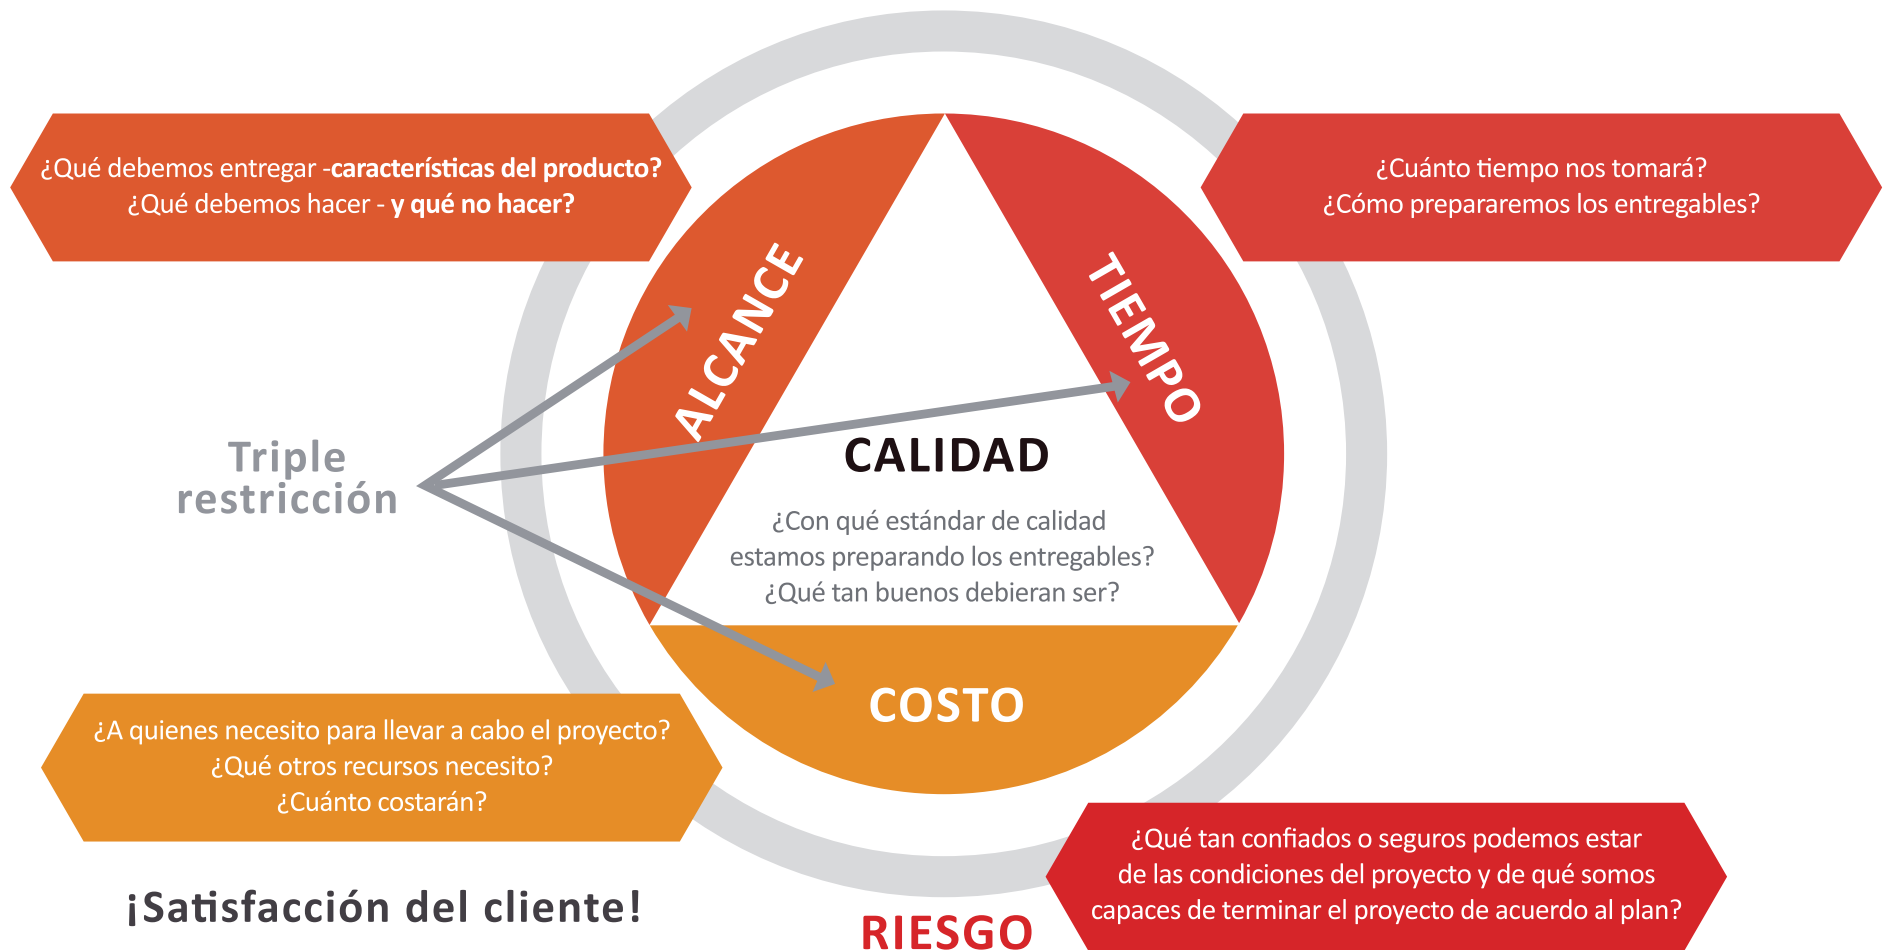 ¿Qué debemos entregar -características del producto?
¿Qué debemos hacer - y qué no hacer?
¿Cuánto tiempo nos tomará?
¿Cómo prepararemos los entregables?
ALCANCE
TIEMPO
Triple
restricción
CALIDAD
¿Con qué estándar de calidad
estamos preparando los entregables?
¿Qué tan buenos debieran ser?
COSTO
¿A quienes necesito para llevar a cabo el proyecto?
¿Qué otros recursos necesito?
¿Cuánto costarán?
¡Satisfacción del cliente!
RIESGO
¿Qué tan confiados o seguros podemos estar
de las condiciones del proyecto y de qué somos
capaces de terminar el proyecto de acuerdo al plan?